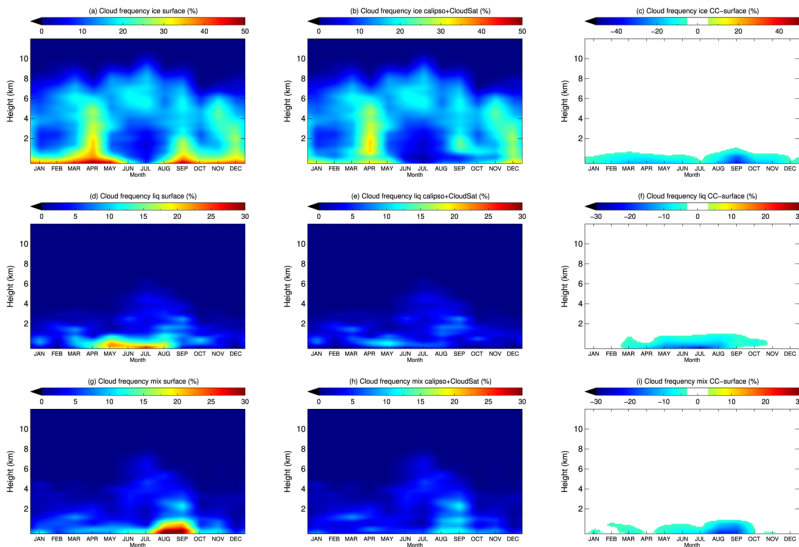 (a) Cloud frequency ice surface (%)
0 10 20 30 40 50
Height (km)
10
8
6
4
2
JAN FEB MAR APR MAY JUN JUL AUG SEP OCT NOV DEC
Month
(b) Cloud frequency ice calipso+CloudSat (%)
0 10 20 30 40 50
Height (km)
10
8
6
4
2
JAN FEB MAR APR MAY JUN JUL AUG SEP OCT NOV DEC
Month
(c) Cloud frequency ice CC-surface (%)
-40 -20 0 20 40
Height (km)
10
8
6
4
2
JAN FEB MAR APR MAY JUN JUL AUG SEP OCT NOV DEC
Month
(d) Cloud frequency liq surface (%)
0 5 10 15 20 25 30
Height (km)
10
8
6
4
2
JAN FEB MAR APR MAY JUN JUL AUG SEP OCT NOV DEC
Month
(e) Cloud frequency liq calipso+CloudSat (%)
0 5 10 15 20 25 30
Height (km)
10
8
6
4
2
JAN FEB MAR APR MAY JUN JUL AUG SEP OCT NOV DEC
Month
(f) Cloud frequency liq CC-surface (%)
-30 -20 -10 0 10 20 30
Height (km)
10
8
6
4
2
JAN FEB MAR APR MAY JUN JUL AUG SEP OCT NOV DEC
Month
(g) Cloud frequency mix surface (%)
0 5 10 15 20 25 30
Height (km)
10
8
6
4
2
JAN FEB MAR APR MAY JUN JUL AUG SEP OCT NOV DEC
Month
(h) Cloud frequency mix calipso+CloudSat (%)
0 5 10 15 20 25 30
Height (km)
10
8
6
4
2
JAN FEB MAR APR MAY JUN JUL AUG SEP OCT NOV DEC
Month
(i) Cloud frequency mix CC-surface (%)
-30 -20 -10 0 10 20 30
Height (km)
10
8
6
4
2
JAN FEB MAR APR MAY JUN JUL AUG SEP OCT NOV DEC
Month